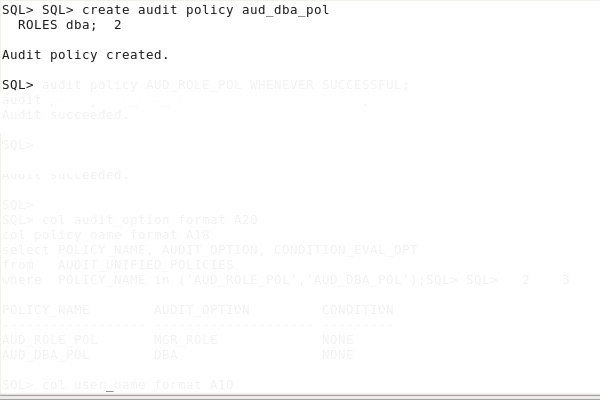 SQL> SQL> create audit policy aud_dba_pol
ROLES dba;  2
Audit policy created.
SQL> audit policy AUD_ROLE_POL WHENEVER SUCCESSFUL;
audit
Audit succeeded.
SQL>
Audit succeeded.
SQL>
SQL> col audit_option format A20
col policy_name format A18
select POLICY_NAME, AUDIT_OPTION, CONDITION_EVAL_OPT
from   AUDIT_UNIFIED_POLICIES
where  POLICY_NAME in ('AUD_ROLE_POL','AUD_DBA_POL');SQL> SQL>   2    3
POLICY_NAME        AUDIT_OPTION         CONDITION
------------------ -------------------- ---------
AUD_ROLE_POL       MGR_ROLE             NONE
AUD_DBA_POL        DBA                  NONE
SQL> col user_name format A10